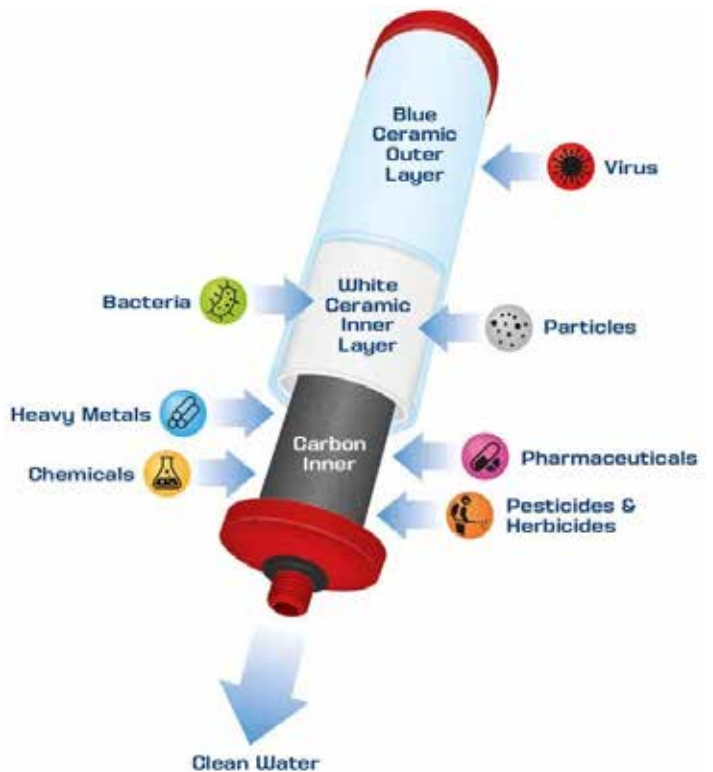 Blue
Ceramic
Outer
Layer
Virus
White
Ceramic
Inner
Layer
Bacteria
Particles
Heavy Metals
Chemicals
Carbon
Inner
Pharmaceuticals
Pesticides &
Herbicides
Clean Water